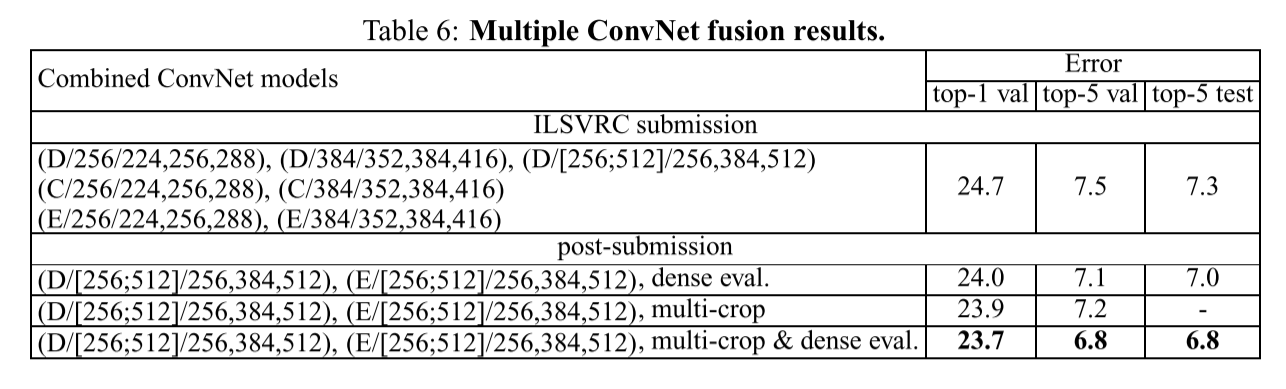 Table 6: Multiple ConvNet fusion results.
Combined ConvNet models Error
top-1 val top-5 val top-5 test
ILSVRC submission
(D/256/224,256,288), (D/384/352,384,416), (D/[256;512]/256,384,512)
(C/256/224,256,288), (C/384/352,384,416) 24.7 7.5 7.3
(E/256/224,256,288), (E/384/352,384,416)
post-submission
(D/[256;512]/256,384,512), (E/[256;512]/256,384,512), dense eval. 24.0 7.1 7.0
(D/[256;512]/256,384,512), (E/[256;512]/256,384,512), multi-crop 23.9 7.2 -
(D/[256;512]/256,384,512), (E/[256;512]/256,384,512), multi-crop & dense eval. 23.7 6.8 6.8